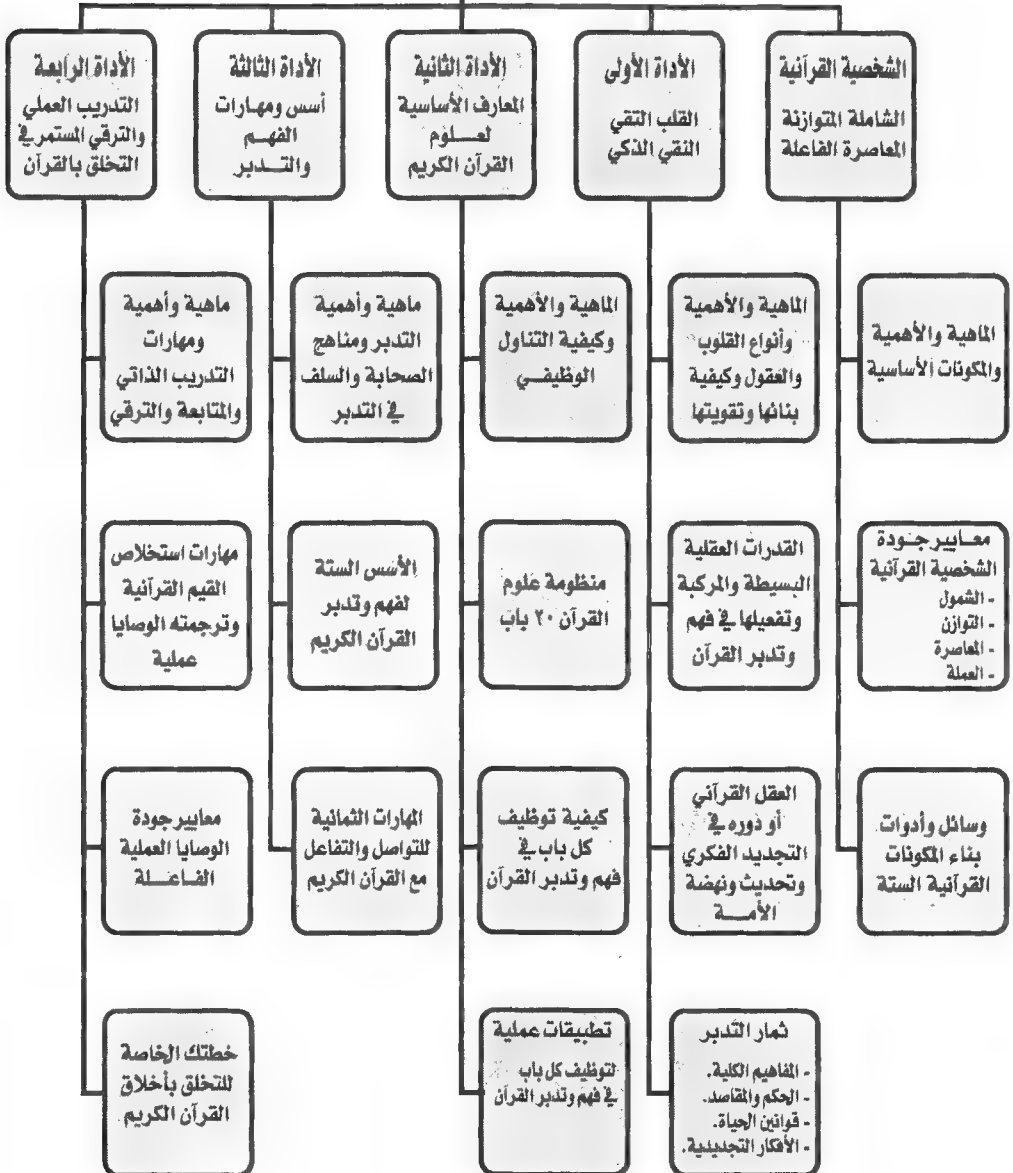 الشخصية القرآنية
الشاملة المتوازنة
المعاصرة الفاعلة
الأداة الأولى
القلب التقي
النقي الذكي
الأداة الثانية
المعارف الأساسية
لعـــلوم
القرآن الكريم
الأداة الثالثة
أسس ومهارات
الفهم
والتـــدبر
الأداة الرابعة
التدريب العملي
والترقي المستمر في
التخلق بالقرآن
الماهية والأهمية
والمكونات الأساسية
الماهية والأهمية
وأنواع القلوب
والعقول وكيفية
بنائها وتقويتها
الماهية والأهمية
وكيفية التناول
الوظيفــي
ماهية وأهمية
التدبر ومناهج
الصحابة والسلف
في التدبر
ماهية وأهمية
ومهارات
التدريب الذاتي
والمتابعة والترقي
معـايير جـودة
الشخصية القرآنية
- الشمول
- التوازن
- المعاصرة
- العملة
القدرات العقلية
البسيطة والمركبة
وتفعيلها في فهم
وتدبر القرآن
منظومة علوم
القرآن ٢٠ باب
الأسس الستة
لفهم وتدبر
القرآن الكريم
مهارات استخلاص
القيم القرآنية
وترجمته الوصايا
عملية
وسائل وأدوات
بناء المكونات
القرآنية الستة
العقل القرآني
أو دوره في
التجديد الفكري
وتحديث ونهضة
الأمـــة
كيفية توظيف
كل باب في
فهم وتدبر القرآن
المهارات الثمانية
للتواصل والتفاعل
مع القرآن الكريم
معايير جودة
الوصايا العملية
الفـاعـــلة
ثمار التدبر
- المفاهيم الكلية.
- الحكم والمقاصد.
- قوانين الحياة.
- الأفكار التجديدية.
تطبيقات عملية
لتوظيف كل باب
في فهم وتدبر القرآن
خطتك الخاصة
للتخلق بأخلاق
القرآن الكريم